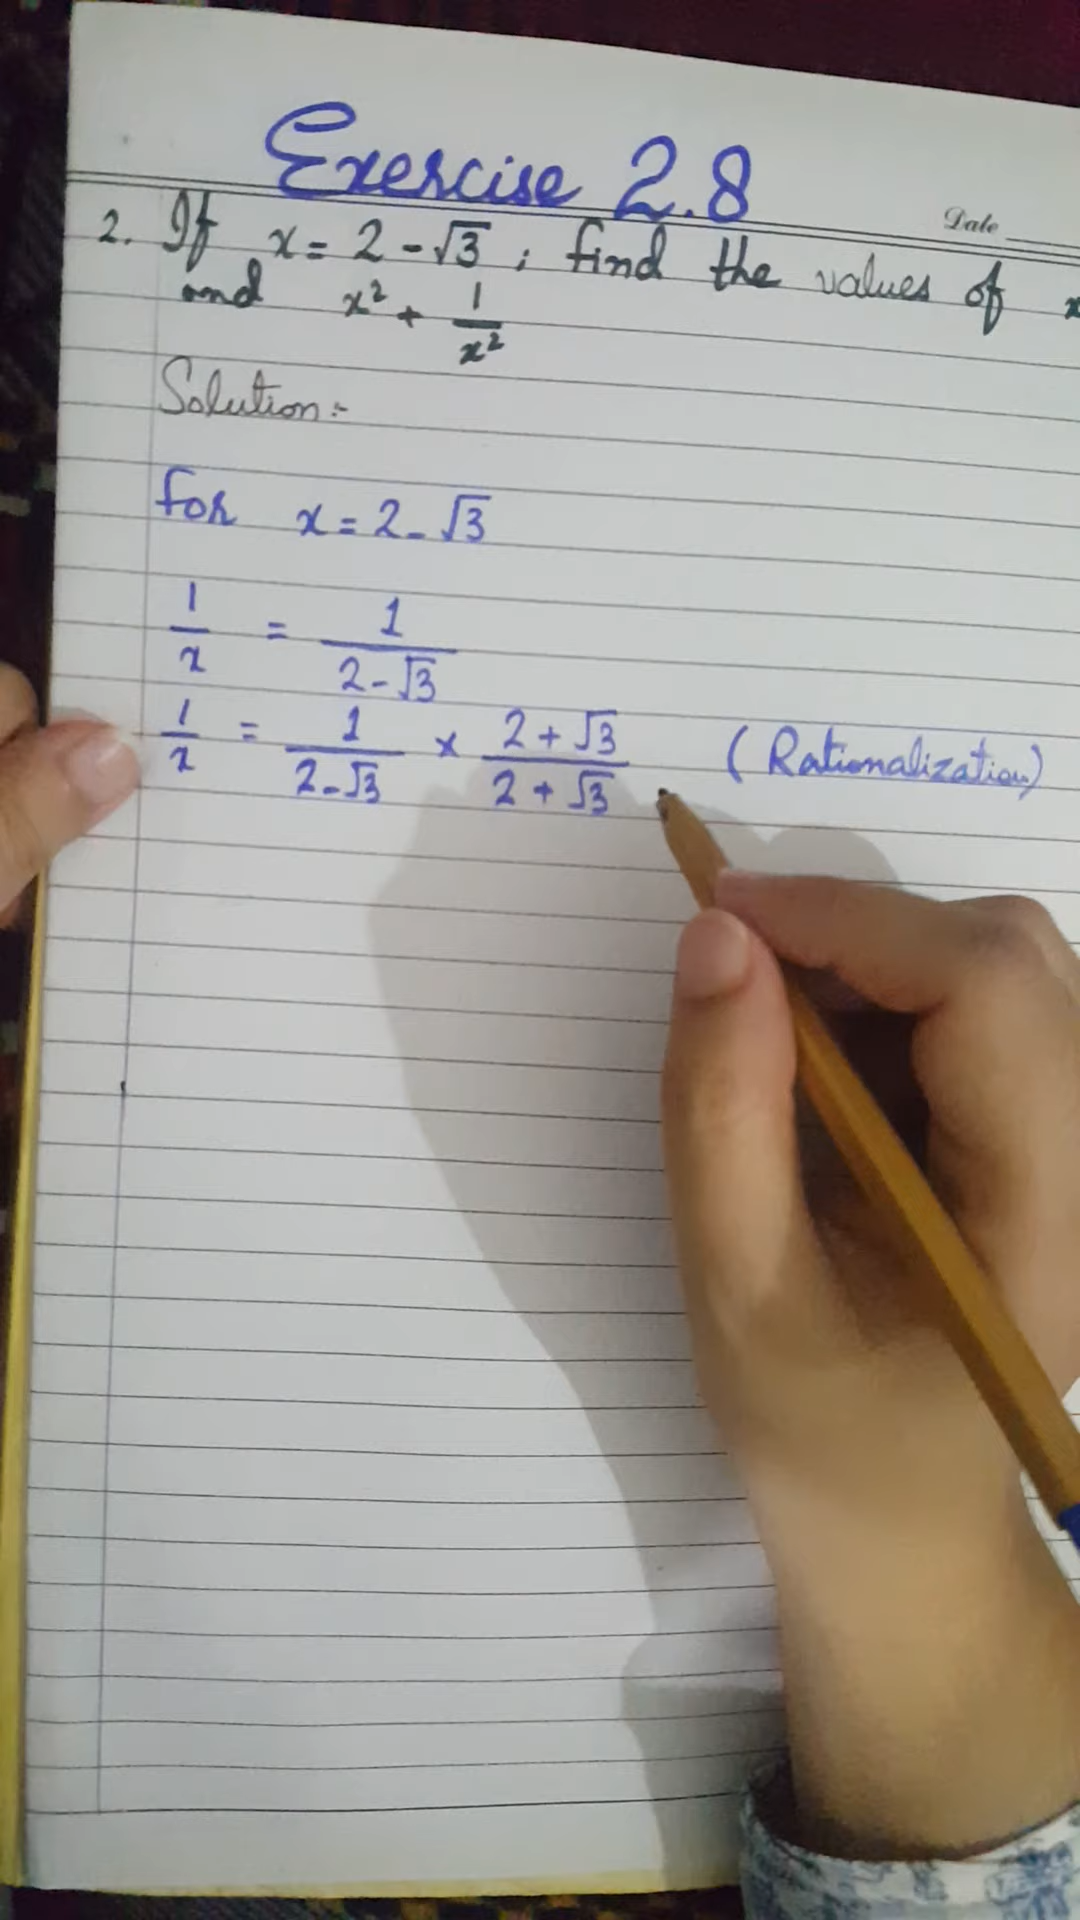 Exercise 2.8
Date
2. If x = 2 - √3 ; find the values of x
and x² + 1/x²
Solution:-
for x = 2 - √3
1/x = 1/(2 - √3)
1/x = 1/(2 - √3) × (2 + √3)/(2 + √3) (Rationalization)